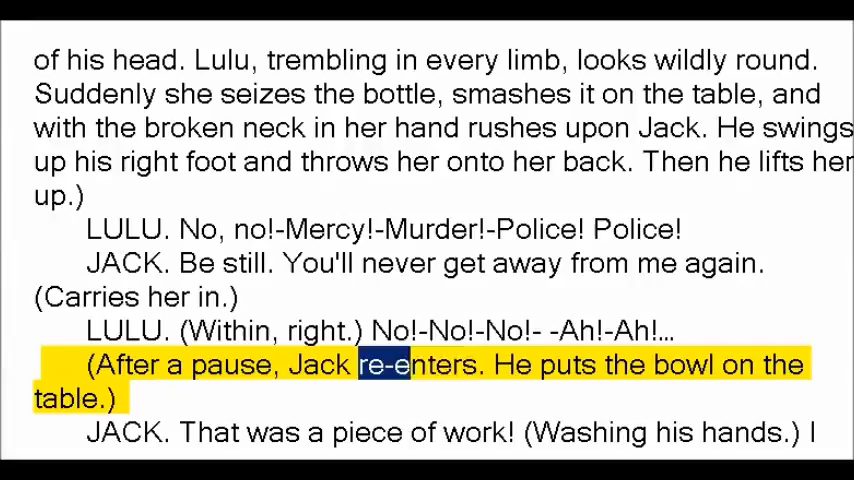 of his head. Lulu, trembling in every limb, looks wildly round.
Suddenly she seizes the bottle, smashes it on the table, and
with the broken neck in her hand rushes upon Jack. He swings
up his right foot and throws her onto her back. Then he lifts her
up.)
LULU. No, no!-Mercy!-Murder!-Police! Police!
JACK. Be still. You'll never get away from me again.
(Carries her in.)
LULU. (Within, right.) No!-No!-No!- -Ah!-Ah!...
(After a pause, Jack re-enters. He puts the bowl on the
table.)
JACK. That was a piece of work! (Washing his hands.) I